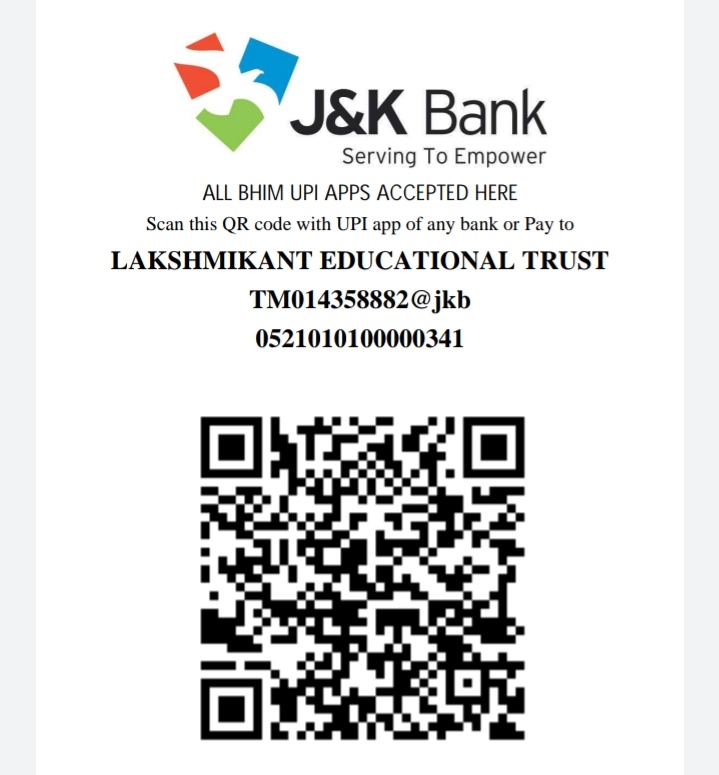 J&K Bank
Serving To Empower
ALL BHIM UPI APPS ACCEPTED HERE
Scan this QR code with UPI app of any bank or Pay to
LAKSHMIKANT EDUCATIONAL TRUST
TM014358882@jkb
0521010100000341